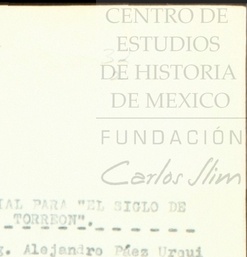 CENTRO DE
ESTUDIOS
DE HISTORIA
DE MEXICO
FUNDACIÓN
Carlos Slim
IAL PARA "EL SIGLO DE
TORREON".
g. Alejandro Páez Urqui